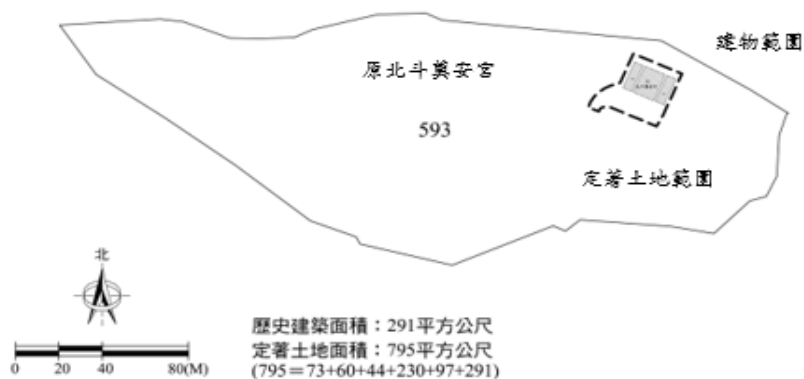 建物範圍
原北斗奠安宮
593
定著土地範圍
北
0 20 40 80(M)
歷史建築面積：291平方公尺
定著土地面積：795平方公尺
(795＝73+60+44+230+97+291)